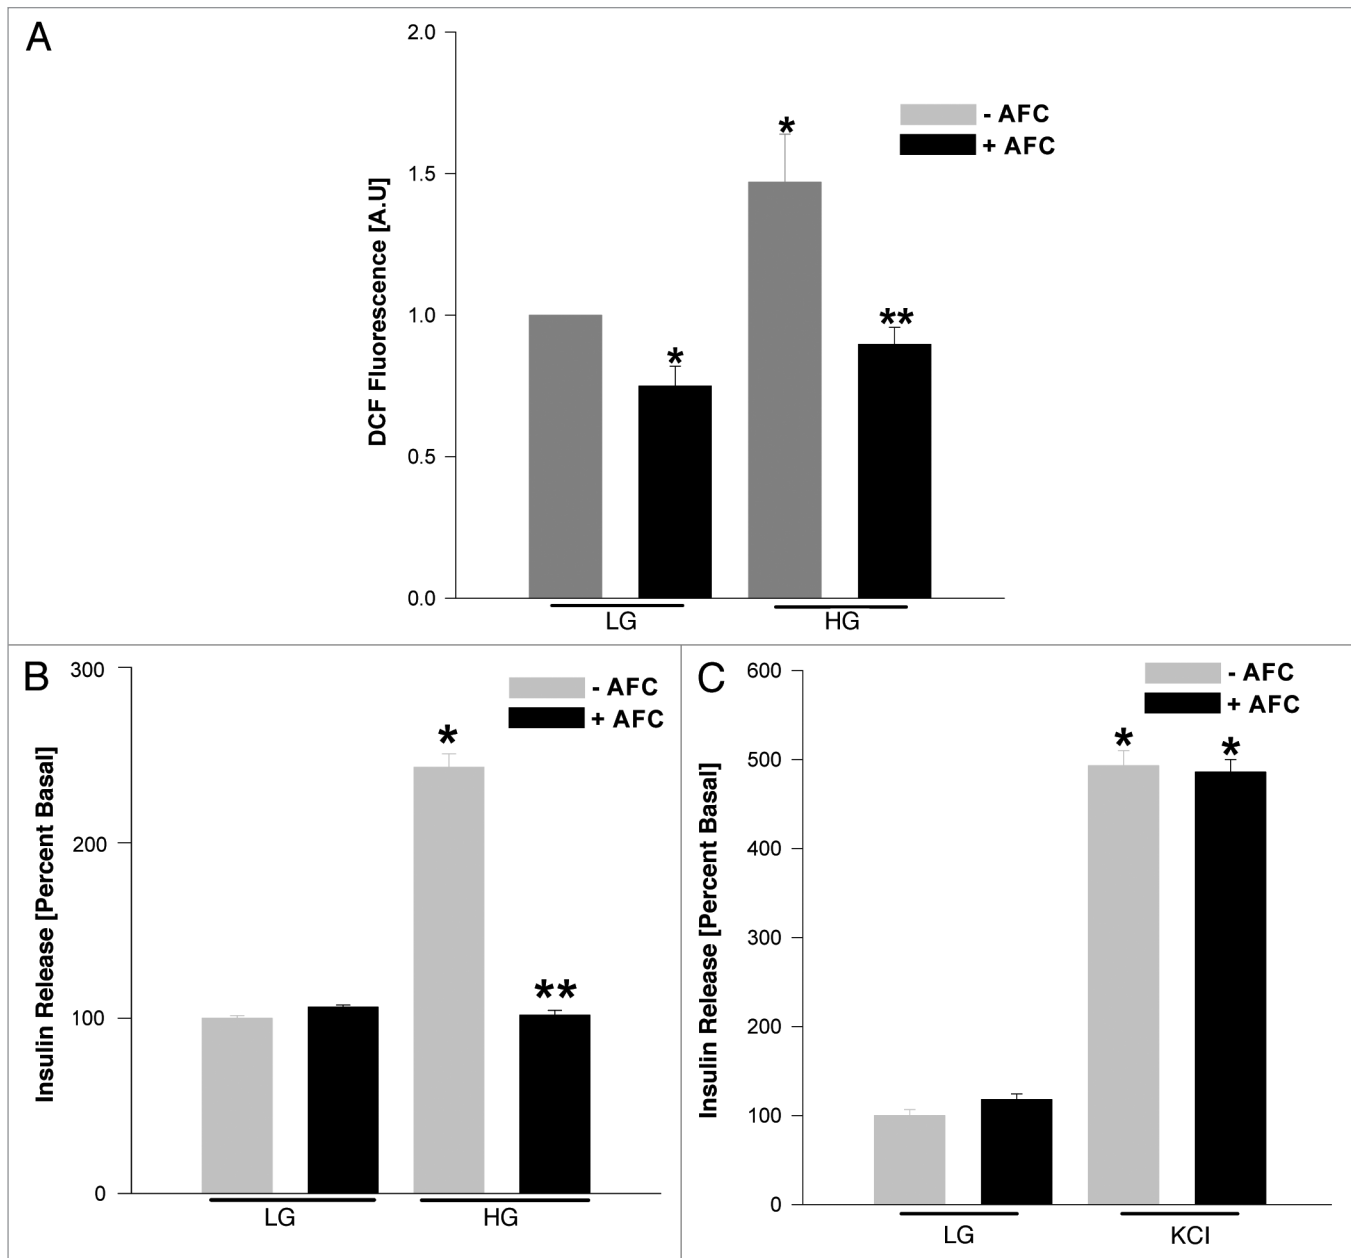 A
2.0
1.5
1.0
0.5
0.0
DCF Fluorescence [A.U]
- AFC
+ AFC
*
*
*
**
LG
HG
B
300
200
100
0
Insulin Release [Percent Basal]
- AFC
+ AFC
*
**
LG
HG
C
600
500
400
300
200
100
0
Insulin Release [Percent Basal]
- AFC
+ AFC
*
*
LG
KCl